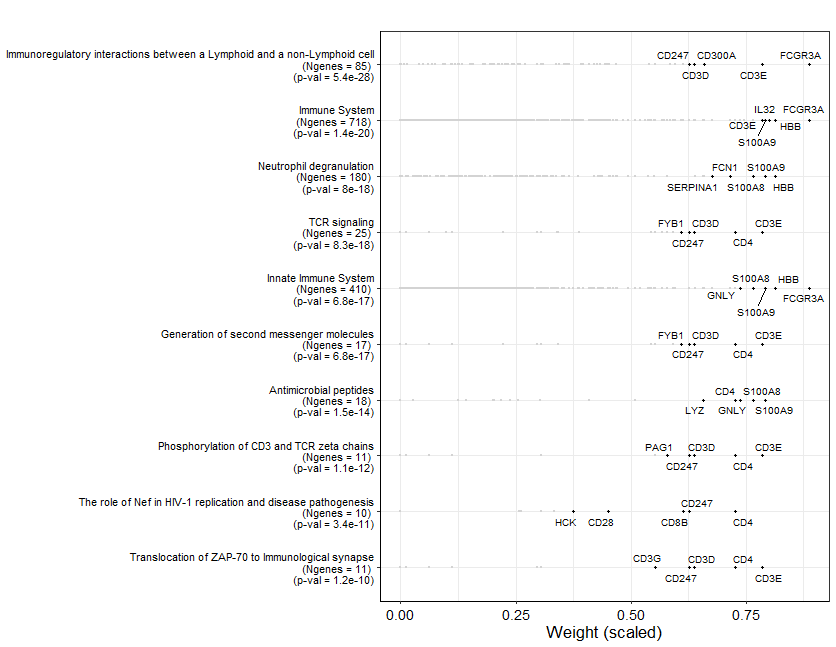 Immunoregulatory interactions between a Lymphoid and a non-Lymphoid cell
(Ngenes = 85)
(p-val = 5.4e-28)
CD247 CD300A FCGR3A
CD3D CD3E
Immune System
(Ngenes = 718)
(p-val = 1.4e-20)
IL32 FCGR3A
CD3E HBB
S100A9
Neutrophil degranulation
(Ngenes = 180)
(p-val = 8e-18)
FCN1 S100A9
SERPINA1 S100A8 HBB
TCR signaling
(Ngenes = 25)
(p-val = 8.3e-18)
FYB1 CD3D CD3E
CD247 CD4
Innate Immune System
(Ngenes = 410)
(p-val = 6.8e-17)
S100A8 HBB
GNLY FCGR3A
S100A9
Generation of second messenger molecules
(Ngenes = 17)
(p-val = 6.8e-17)
FYB1 CD3D CD3E
CD247 CD4
Antimicrobial peptides
(Ngenes = 18)
(p-val = 1.5e-14)
CD4 S100A8
LYZ GNLY S100A9
Phosphorylation of CD3 and TCR zeta chains
(Ngenes = 11)
(p-val = 1.1e-12)
PAG1 CD3D CD3E
CD247 CD4
The role of Nef in HIV-1 replication and disease pathogenesis
(Ngenes = 10)
(p-val = 3.4e-11)
CD247
HCK CD28 CD8B CD4
Translocation of ZAP-70 to Immunological synapse
(Ngenes = 11)
(p-val = 1.2e-10)
CD3G CD3D CD4
CD247 CD3E
0.00 0.25 0.50 0.75
Weight (scaled)